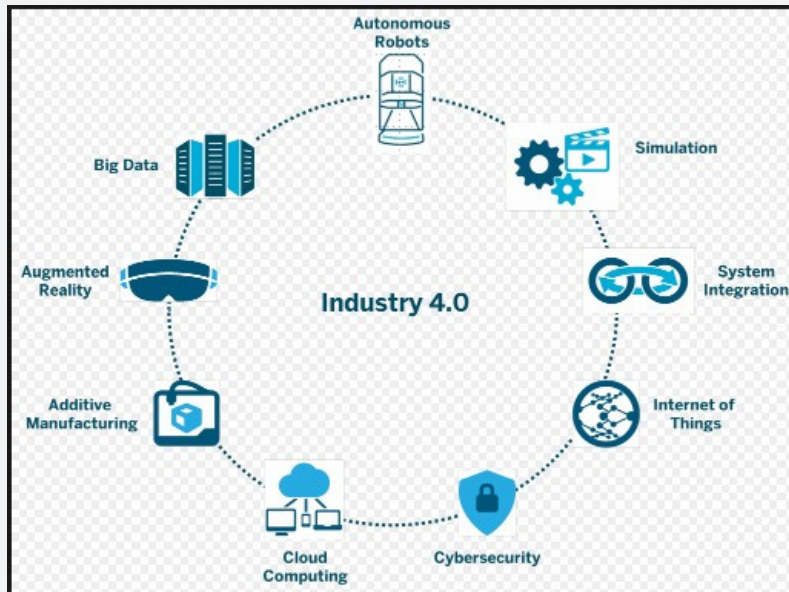 Autonomous
Robots
Big Data
Simulation
Augmented
Reality
System
Integration
Industry 4.0
Additive
Manufacturing
Internet of
Things
Cloud
Computing
Cybersecurity